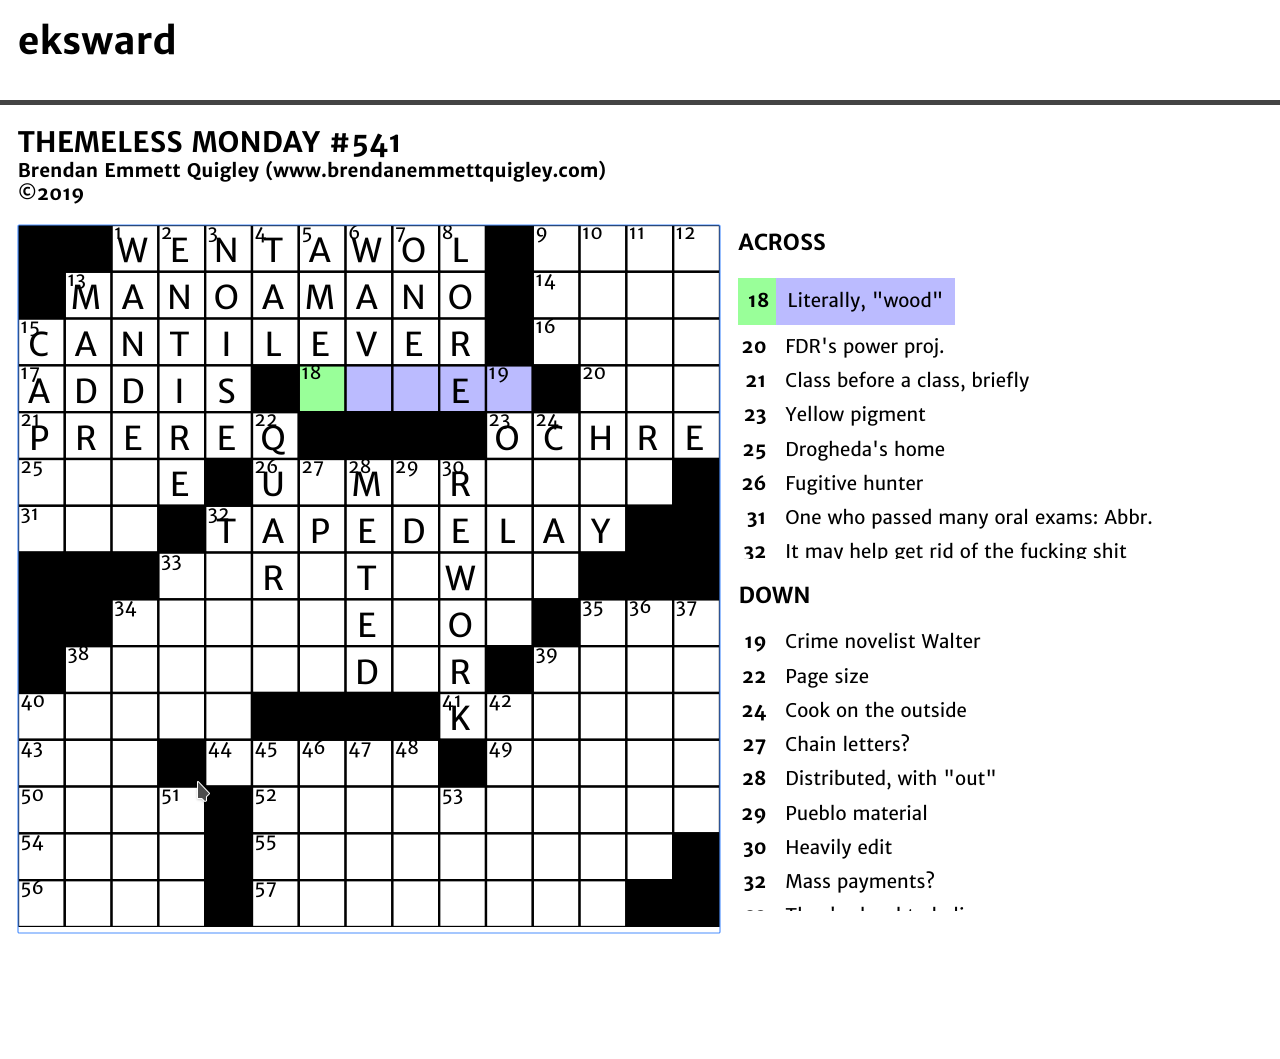 eksward
THEMELESS MONDAY #541
Brendan Emmett Quigley (www.brendanemmettquigley.com)
©2019
1 W 2 E 3 N 4 T 5 A 6 W 7 O 8 L 9 10 11 12
13 M A N O A M A N O 14
15 C A N T I L E V E R 16
17 A D D I S 18 E 19 20
21 P R E R E 22 Q 23 O 24 C H R E
25 E 26 U 27 28 M 29 30 R
31 32 T A P E D E L A Y
33 R T W
34 E O 35 36 37
38 D R 39
40 41 K 42
43 44 45 46 47 48 49
50 51 52 53
54 55
56 57
ACROSS
18 Literally, "wood"
20 FDR's power proj.
21 Class before a class, briefly
23 Yellow pigment
25 Drogheda's home
26 Fugitive hunter
31 One who passed many oral exams: Abbr.
32 It may help get rid of the fucking shit
DOWN
19 Crime novelist Walter
22 Page size
24 Cook on the outside
27 Chain letters?
28 Distributed, with "out"
29 Pueblo material
30 Heavily edit
32 Mass payments?